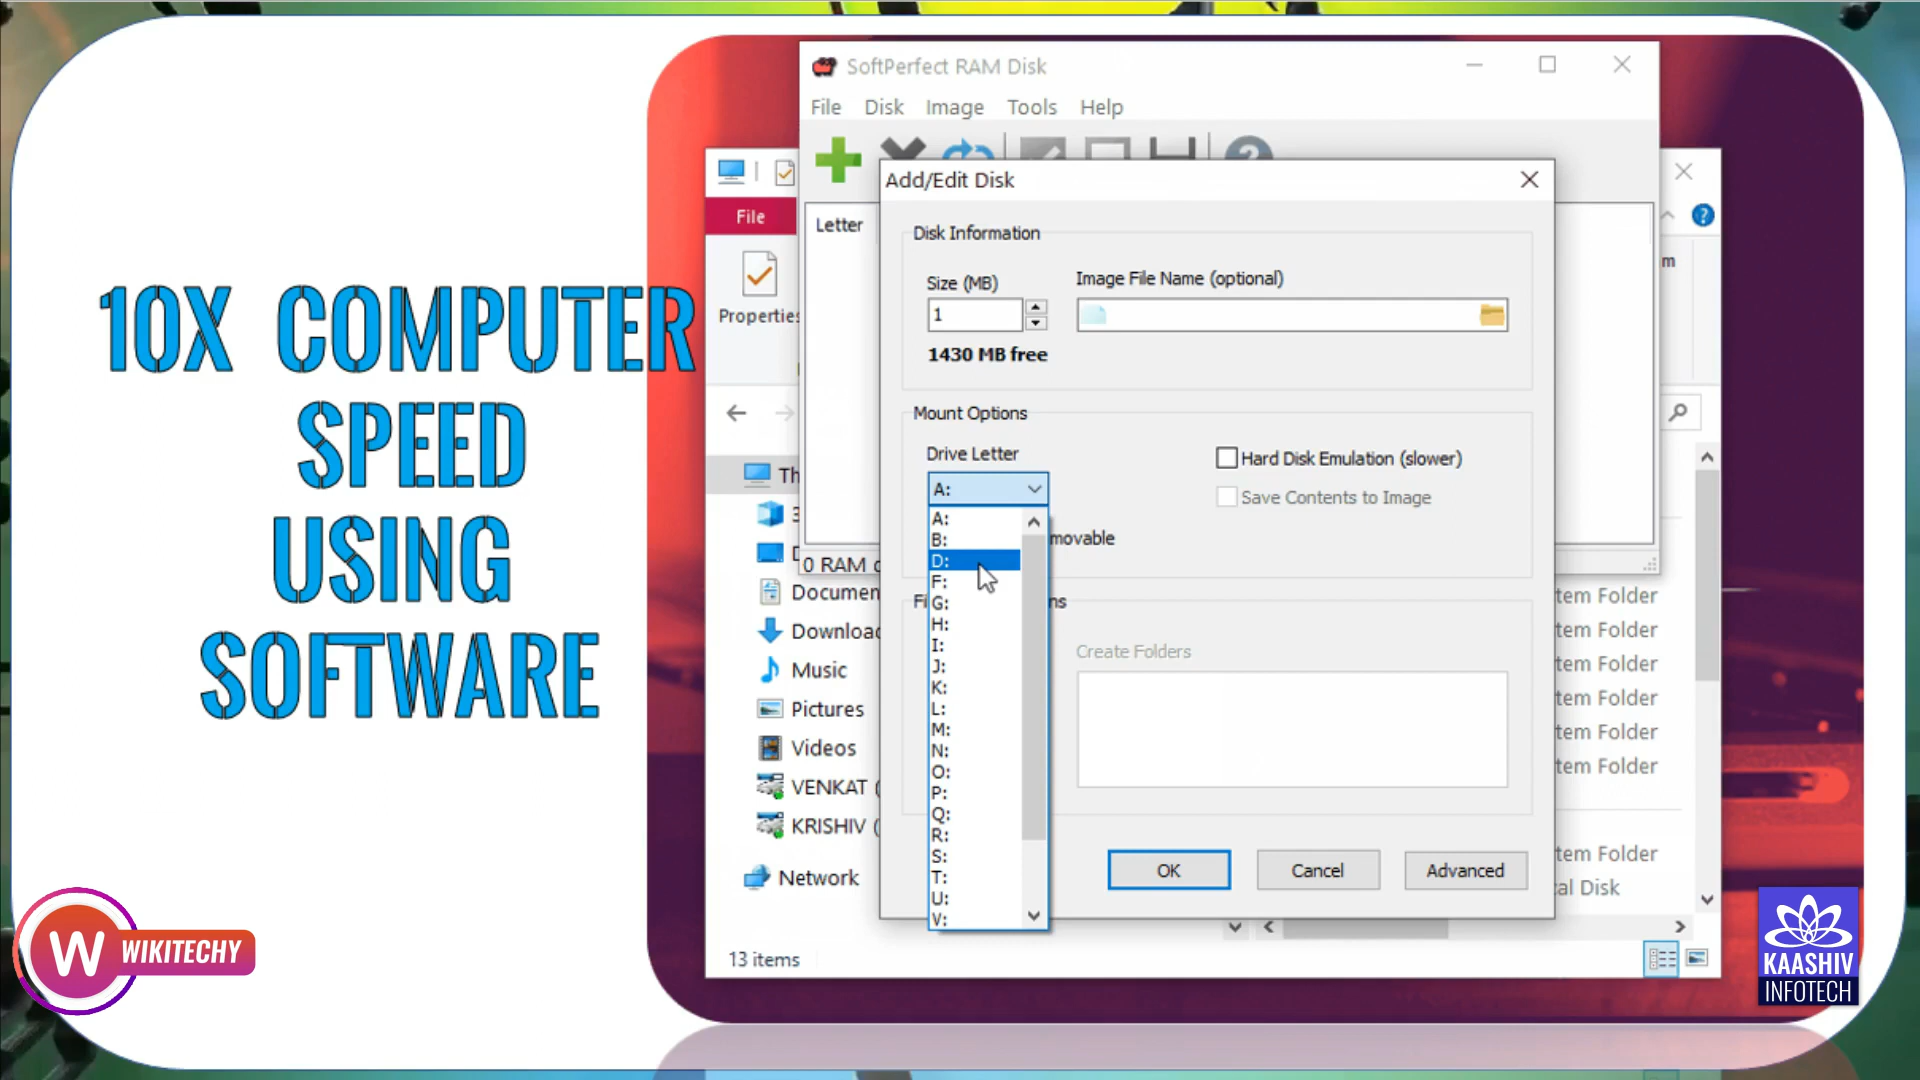 10X COMPUTER
SPEED
USING
SOFTWARE
WIKITECHY
SoftPerfect RAM Disk
File Disk Image Tools Help
Letter
0 RAM
File
Properties
Documen
Downloa
Music
Pictures
Videos
VENKAT (
KRISHIV (
Network
13 items
Add/Edit Disk
Disk Information
Size (MB)
1
1430 MB free
Image File Name (optional)
Mount Options
Drive Letter
A:
A:
B:
D:
F:
G:
H:
I:
J:
K:
L:
M:
N:
O:
P:
Q:
R:
S:
T:
U:
V:
Hard Disk Emulation (slower)
Save Contents to Image
movable
Create Folders
OK Cancel Advanced
m
tem Folder
tem Folder
tem Folder
tem Folder
tem Folder
tem Folder
tem Folder
cal Disk
KAASHIV
INFOTECH